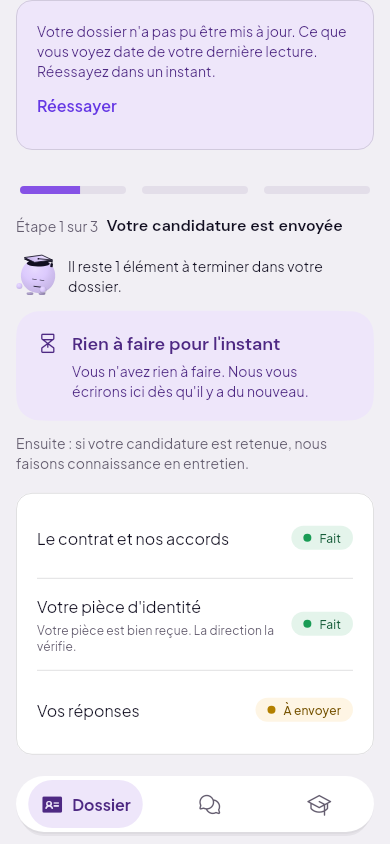 Votre dossier n'a pas pu être mis à jour. Ce que
vous voyez date de votre dernière lecture.
Réessayez dans un instant.
Réessayer
Étape 1 sur 3 Votre candidature est envoyée
Il reste 1 élément à terminer dans votre
dossier.
Rien à faire pour l'instant
Vous n'avez rien à faire. Nous vous
écrirons ici dès qu'il y a du nouveau.
Ensuite : si votre candidature est retenue, nous
faisons connaissance en entretien.
Le contrat et nos accords
Fait
Votre pièce d'identité
Votre pièce est bien reçue. La direction la
vérifie.
Fait
Vos réponses
À envoyer
Dossier